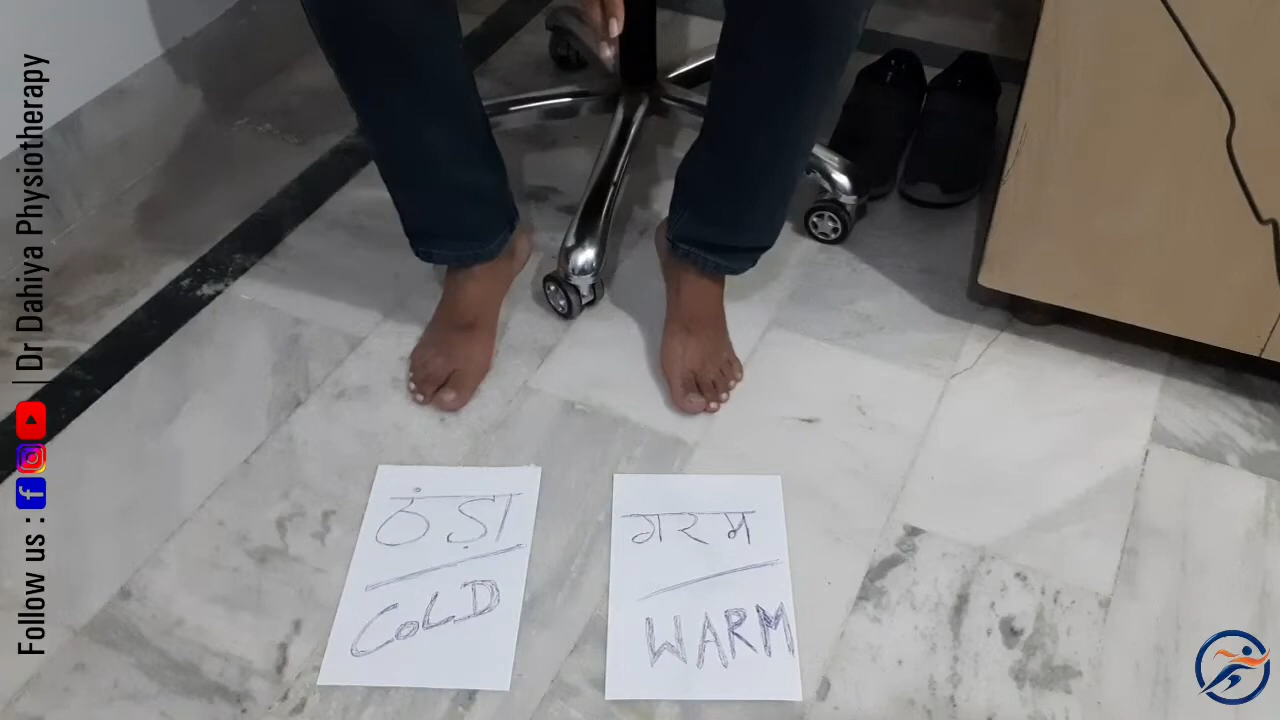 Follow us : | Dr Dahiya Physiotherapy
ठंड़ा
COLD
गरम
WARM